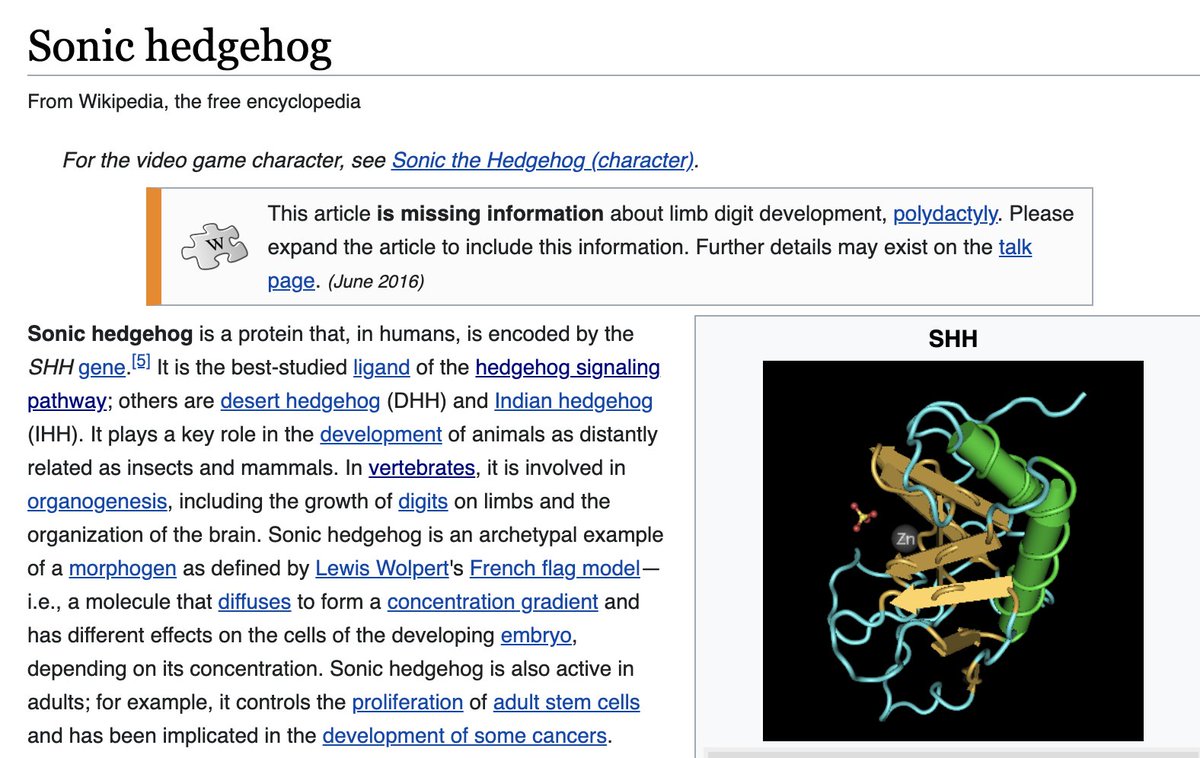 Sonic hedgehog
From Wikipedia, the free encyclopedia
For the video game character, see Sonic the Hedgehog (character).
W
This article is missing information about limb digit development, polydactyly. Please
expand the article to include this information. Further details may exist on the talk
page. (June 2016)
Sonic hedgehog is a protein that, in humans, is encoded by the
SHH gene.[5] It is the best-studied ligand of the hedgehog signaling
pathway; others are desert hedgehog (DHH) and Indian hedgehog
(IHH). It plays a key role in the development of animals as distantly
related as insects and mammals. In vertebrates, it is involved in
organogenesis, including the growth of digits on limbs and the
organization of the brain. Sonic hedgehog is an archetypal example
of a morphogen as defined by Lewis Wolpert's French flag model—
i.e., a molecule that diffuses to form a concentration gradient and
has different effects on the cells of the developing embryo,
depending on its concentration. Sonic hedgehog is also active in
adults; for example, it controls the proliferation of adult stem cells
and has been implicated in the development of some cancers.
SHH
Zn